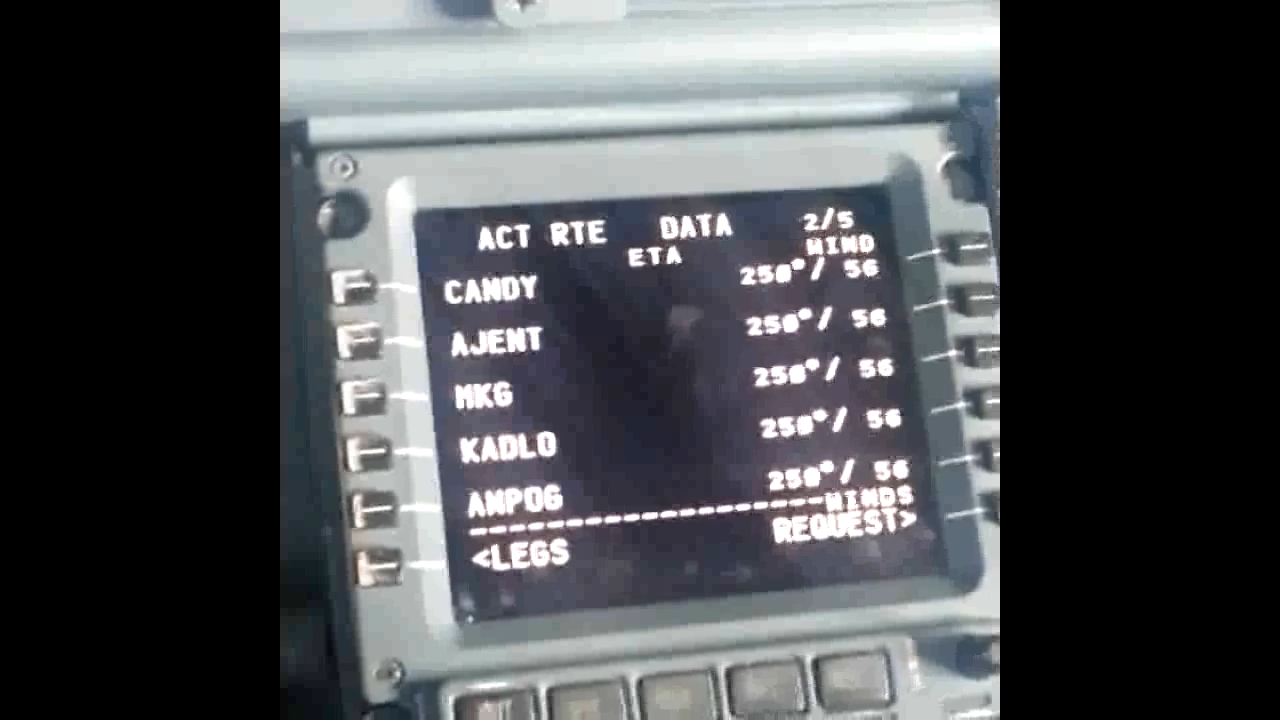 ACT RTE DATA 2/5
ETA WIND
CANDY 250°/ 56
AJENT 250°/ 56
MKG 250°/ 56
KADLO 250°/ 56
AMPOG 250°/ 56
--------------------WINDS
<LEGS REQUEST>